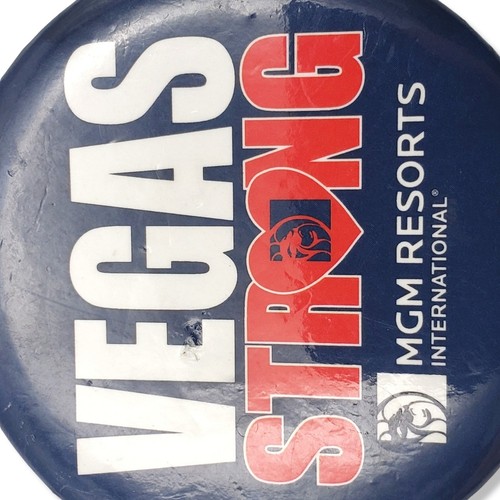 VEGAS
STRONG
MGM RESORTS
INTERNATIONAL®